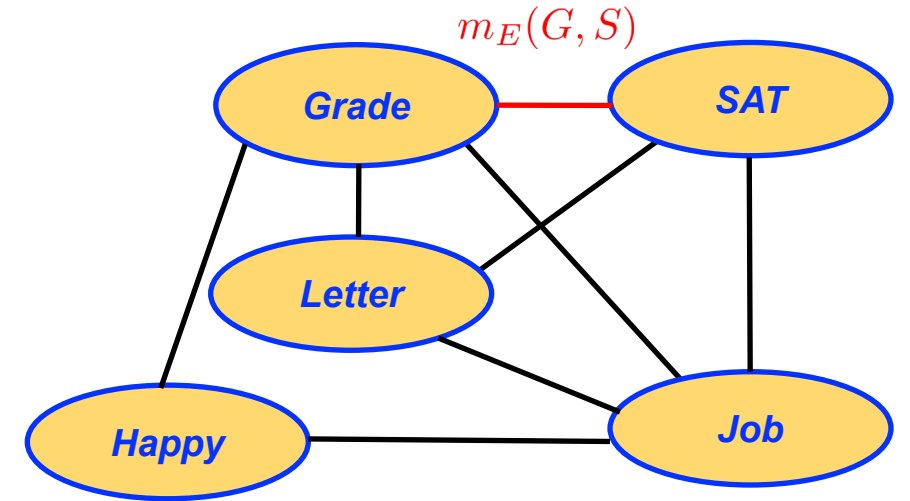 m_E(G, S)
Grade
SAT
Letter
Happy
Job